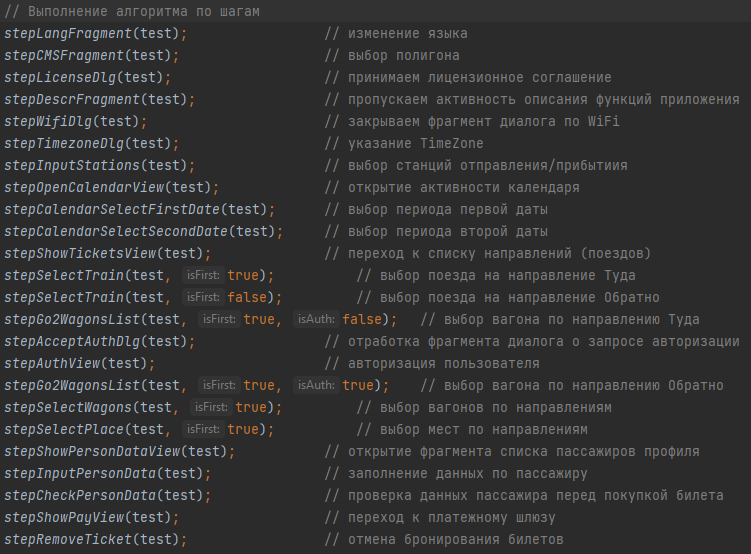 // Выполнение алгоритма по шагам
stepLangFragment(test); // изменение языка
stepCMSFragment(test); // выбор полигона
stepLicenseDlg(test); // принимаем лицензионное соглашение
stepDescrFragment(test); // пропускаем активность описания функций приложения
stepWifiDlg(test); // закрываем фрагмент диалога по WiFi
stepTimezoneDlg(test); // указание TimeZone
stepInputStations(test); // выбор станций отправления/прибытиия
stepOpenCalendarView(test); // открытие активности календаря
stepCalendarSelectFirstDate(test); // выбор периода первой даты
stepCalendarSelectSecondDate(test); // выбор периода второй даты
stepShowTicketsView(test); // переход к списку направлений (поездов)
stepSelectTrain(test, isFirst: true); // выбор поезда на направление Туда
stepSelectTrain(test, isFirst: false); // выбор поезда на направление Обратно
stepGo2WagonsList(test, isFirst: true, isAuth: false); // выбор вагона по направлению Туда
stepAcceptAuthDlg(test); // отработка фрагмента диалога о запросе авторизации
stepAuthView(test); // авторизация пользователя
stepGo2WagonsList(test, isFirst: true, isAuth: true); // выбор вагона по направлению Обратно
stepSelectWagons(test, isFirst: true); // выбор вагонов по направлениям
stepSelectPlace(test, isFirst: true); // выбор мест по направлениям
stepShowPersonDataView(test); // открытие фрагмента списка пассажиров профиля
stepInputPersonData(test); // заполнение данных по пассажиру
stepCheckPersonData(test); // проверка данных пассажира перед покупкой билета
stepShowPayView(test); // переход к платежному шлюзу
stepRemoveTicket(test); // отмена бронирования билетов